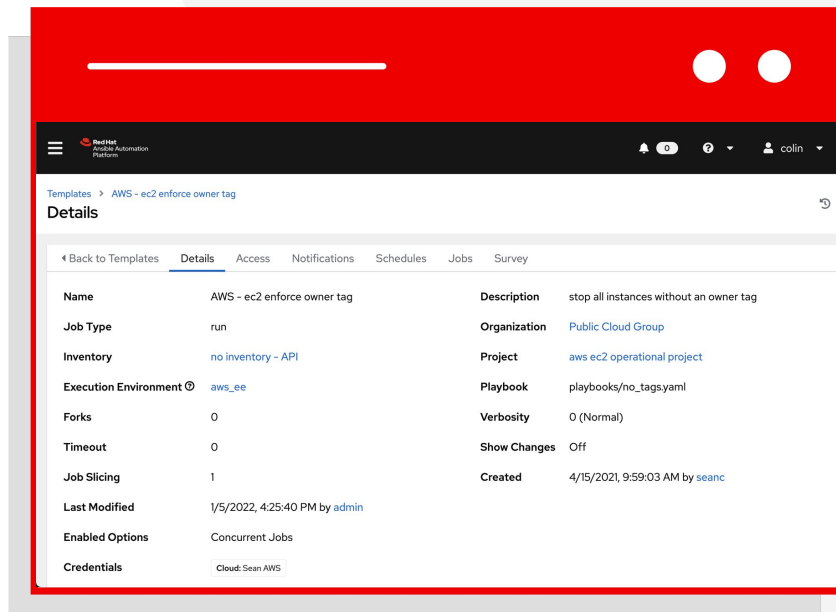 Red Hat
Ansible Automation
Platform
0
colin
Templates > AWS - ec2 enforce owner tag
Details
Back to Templates Details Access Notifications Schedules Jobs Survey
Name AWS - ec2 enforce owner tag Description stop all instances without an owner tag
Job Type run Organization Public Cloud Group
Inventory no inventory - API Project aws ec2 operational project
Execution Environment ? aws_ee Playbook playbooks/no_tags.yaml
Forks 0 Verbosity 0 (Normal)
Timeout 0 Show Changes Off
Job Slicing 1 Created 4/15/2021, 9:59:03 AM by seanc
Last Modified 1/5/2022, 4:25:40 PM by admin
Enabled Options Concurrent Jobs
Credentials Cloud: Sean AWS